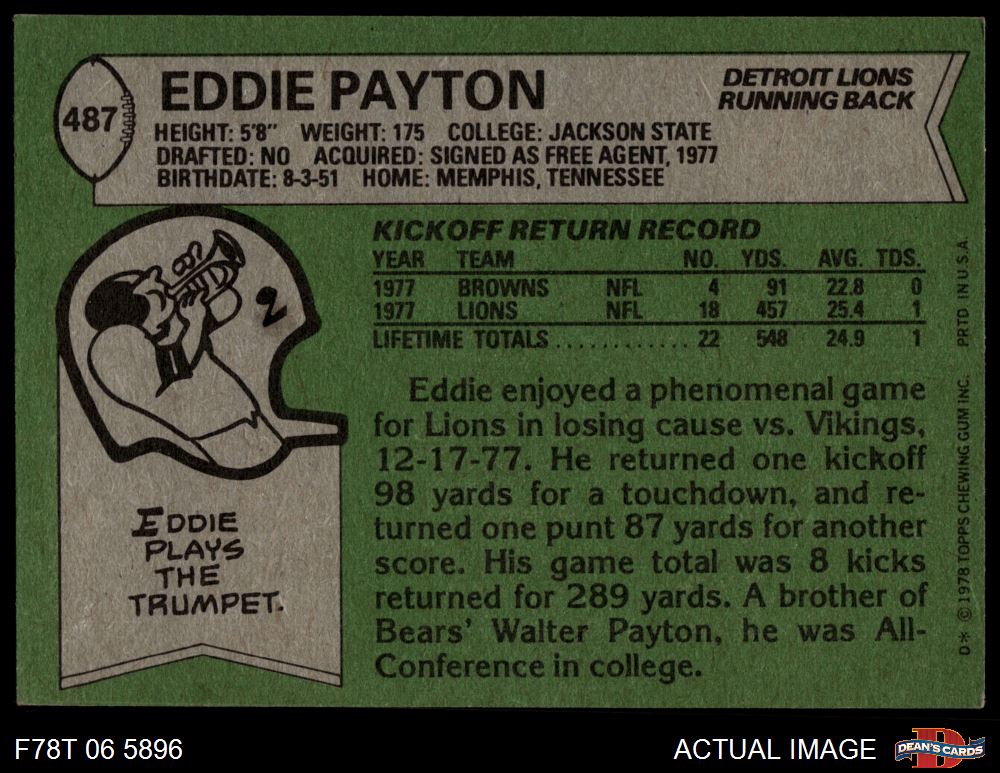 487
EDDIE PAYTON
DETROIT LIONS
RUNNING BACK
HEIGHT: 5'8" WEIGHT: 175 COLLEGE: JACKSON STATE
DRAFTED: NO ACQUIRED: SIGNED AS FREE AGENT, 1977
BIRTHDATE: 8-3-51 HOME: MEMPHIS, TENNESSEE
KICKOFF RETURN RECORD
YEAR TEAM NO. YDS. AVG. TDS.
1977 BROWNS NFL 4 91 22.8 0
1977 LIONS NFL 18 457 25.4 1
LIFETIME TOTALS ............ 22 548 24.9 1
Eddie enjoyed a phenomenal game
for Lions in losing cause vs. Vikings,
12-17-77. He returned one kickoff
98 yards for a touchdown, and re-
turned one punt 87 yards for another
score. His game total was 8 kicks
returned for 289 yards. A brother of
Bears' Walter Payton, he was All-
Conference in college.
2
EDDIE
PLAYS
THE
TRUMPET.
D* © 1978 TOPPS CHEWING GUM INC. PRTD IN U.S.A.
F78T 06 5896
ACTUAL IMAGE
D
DEAN'S CARDS